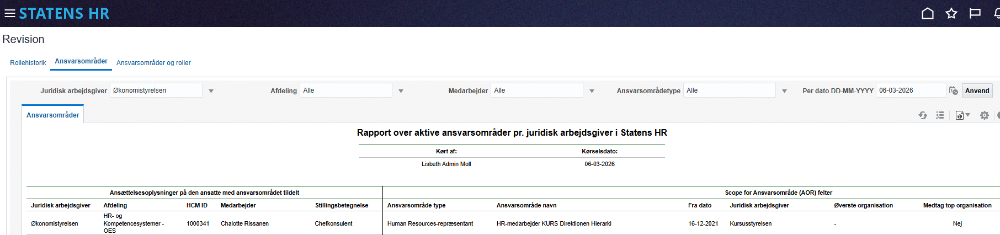 STATENS HR
Revision
Rollehistorik Ansvarsområder Ansvarsområder og roller
Juridisk arbejdsgiver Økonomistyrelsen Afdeling Alle Medarbejder Alle Ansvarsområdetype Alle Per dato DD-MM-YYYY 06-03-2026 Anvend
Ansvarsområder
Rapport over aktive ansvarsområder pr. juridisk arbejdsgiver i Statens HR
Kørt af: Kørselsdato:
Lisbeth Admin Moll 06-03-2026
Ansættelsesoplysninger på den ansatte med ansvarsområdet tildelt Scope for Ansvarsområde (AOR) felter
Juridisk arbejdsgiver Afdeling HCM ID Medarbejder Stillingsbetegnelse Ansvarsområde type Ansvarsområde navn Fra dato Juridisk arbejdsgiver Øverste organisation Medtag top organisation
HR- og
Økonomistyrelsen Kompetencesystemer - 1000341 Chalotte Rissanen Chefkonsulent Human Resources-repræsentant HR-medarbejder KURS Direktionen Hierarki 16-12-2021 Kursusstyrelsen - Nej
OES